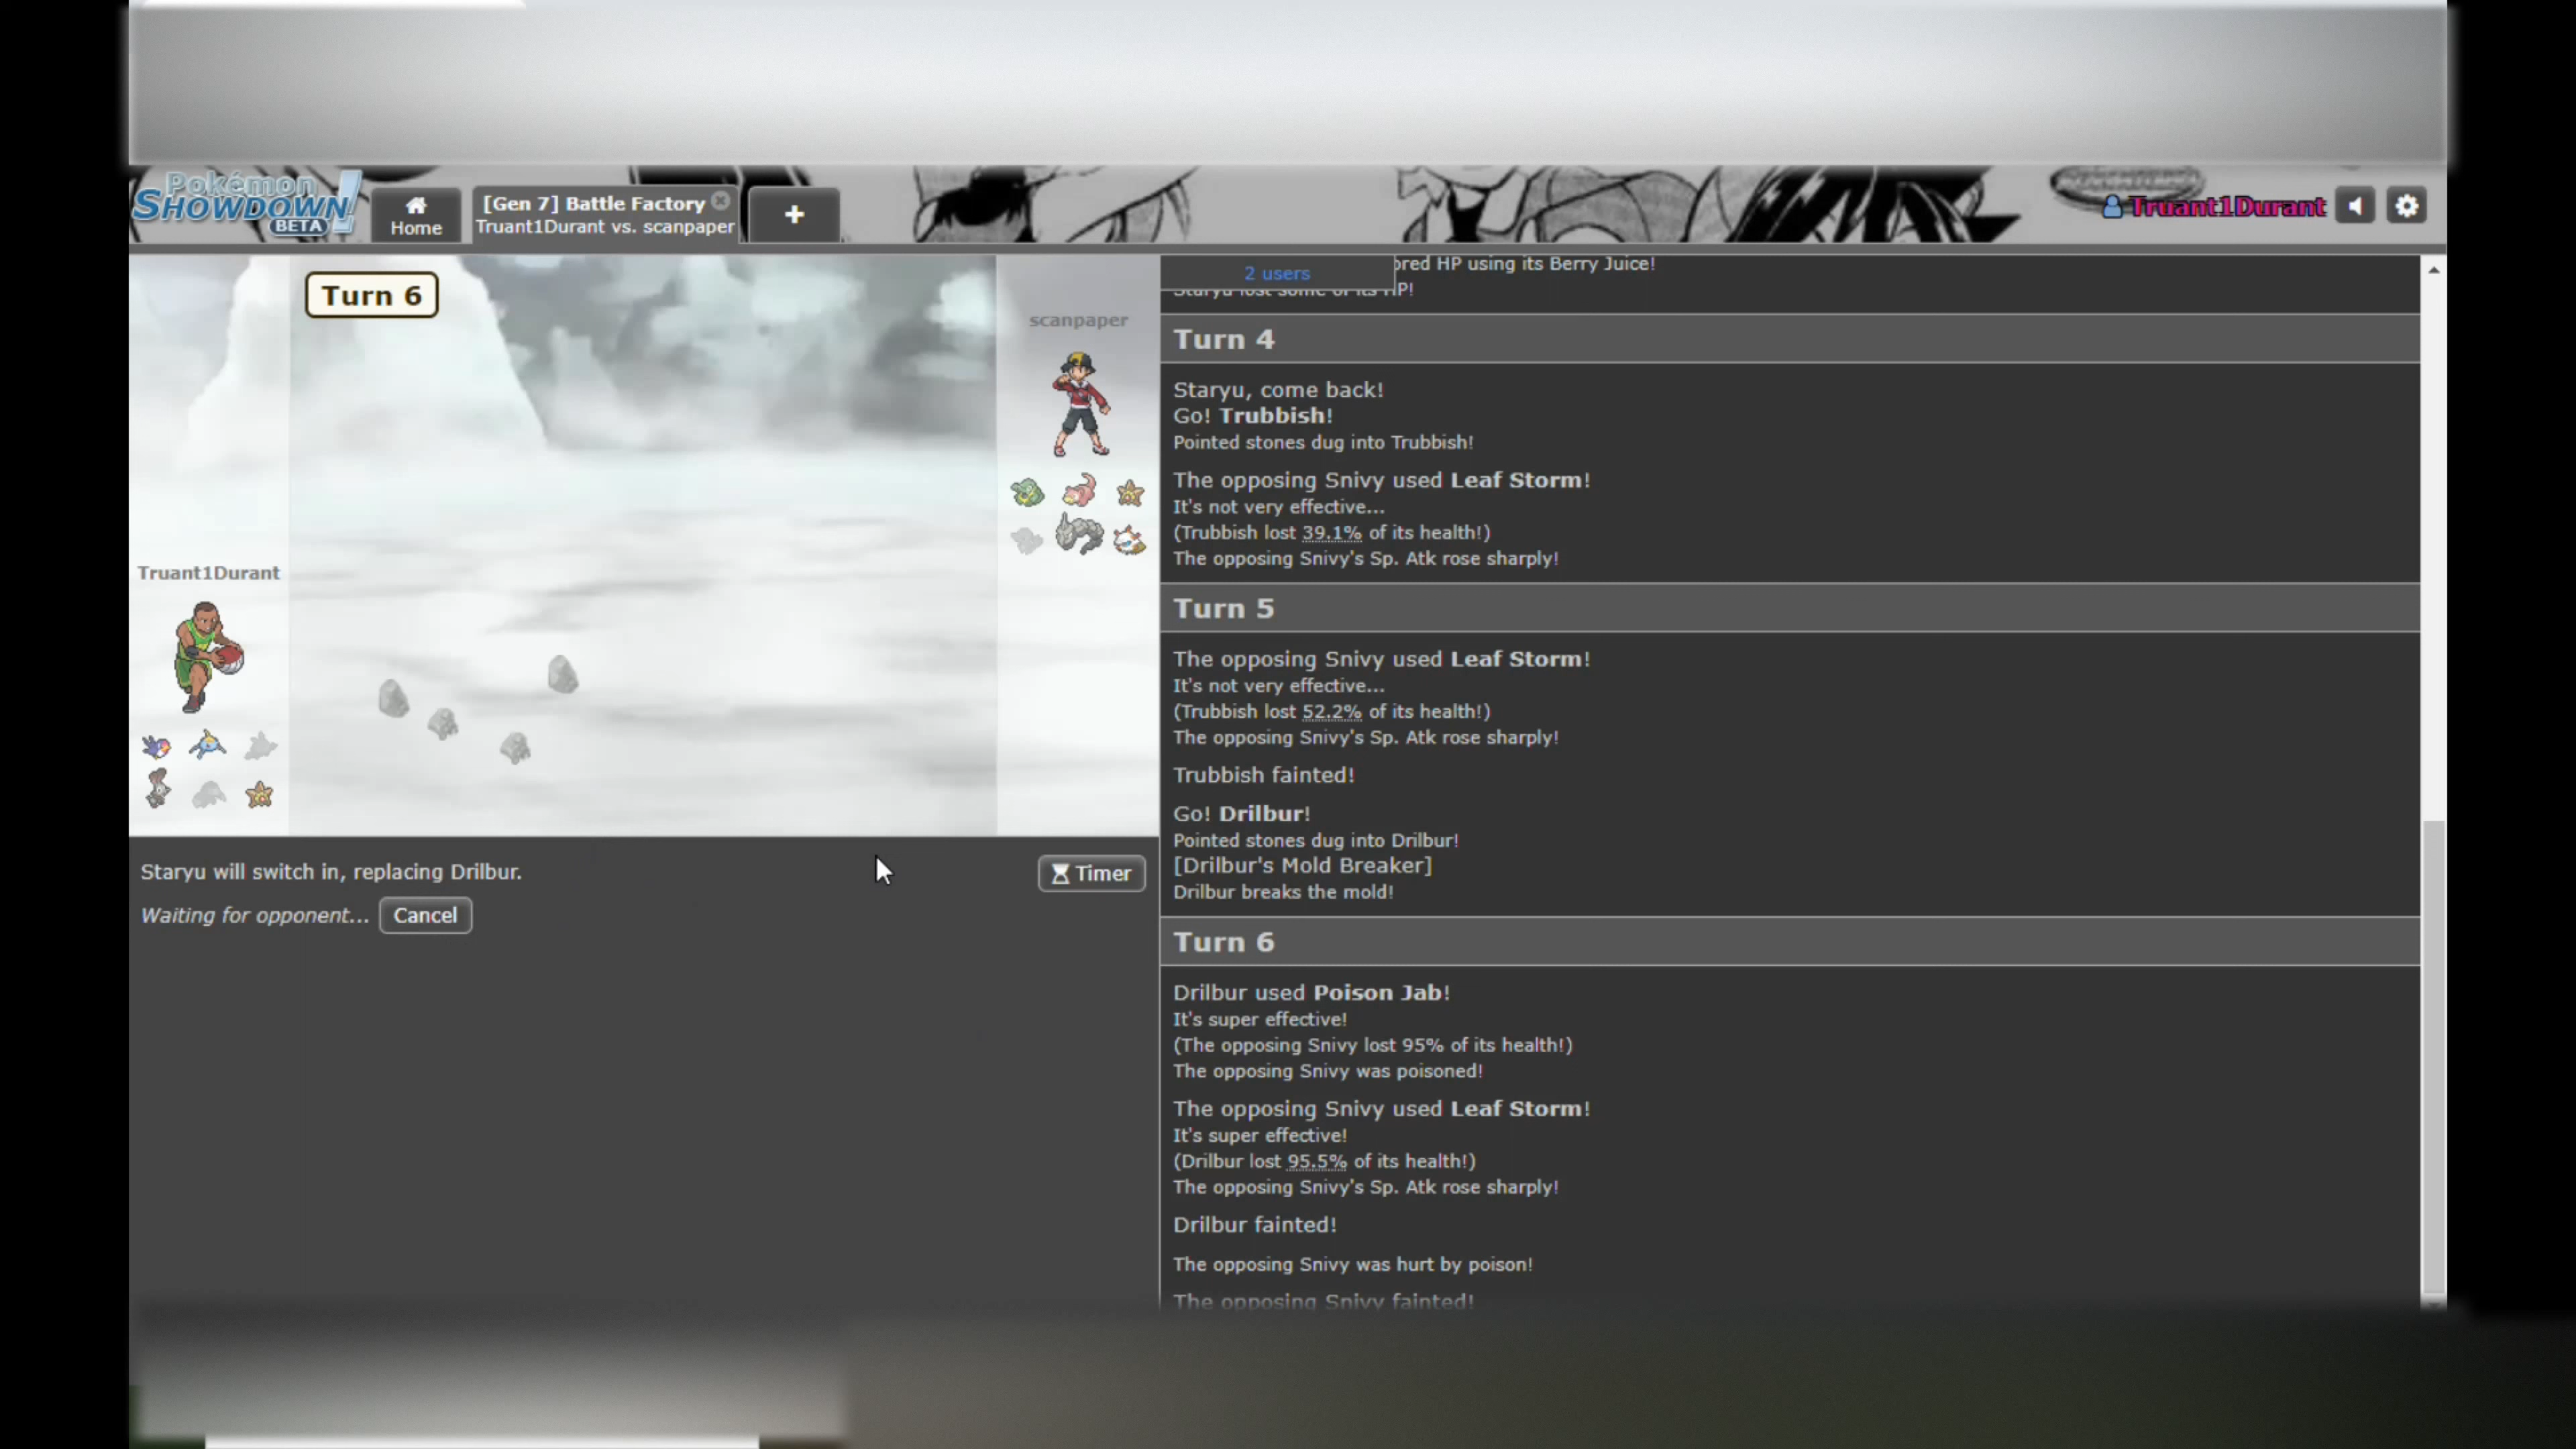 Pokémon
SHOWDOWN!
BETA
Home
[Gen 7] Battle Factory
Truant1Durant vs. scanpaper
+
Truant1Durant
Turn 6
scanpaper
Truant1Durant
Staryu will switch in, replacing Drilbur.
Timer
Waiting for opponent...
Cancel
2 users
ored HP using its Berry Juice!
Staryu lost some of its HP!
Turn 4
Staryu, come back!
Go! Trubbish!
Pointed stones dug into Trubbish!
The opposing Snivy used Leaf Storm!
It's not very effective...
(Trubbish lost 39.1% of its health!)
The opposing Snivy's Sp. Atk rose sharply!
Turn 5
The opposing Snivy used Leaf Storm!
It's not very effective...
(Trubbish lost 52.2% of its health!)
The opposing Snivy's Sp. Atk rose sharply!
Trubbish fainted!
Go! Drilbur!
Pointed stones dug into Drilbur!
[Drilbur's Mold Breaker]
Drilbur breaks the mold!
Turn 6
Drilbur used Poison Jab!
It's super effective!
(The opposing Snivy lost 95% of its health!)
The opposing Snivy was poisoned!
The opposing Snivy used Leaf Storm!
It's super effective!
(Drilbur lost 95.5% of its health!)
The opposing Snivy's Sp. Atk rose sharply!
Drilbur fainted!
The opposing Snivy was hurt by poison!
The opposing Snivy fainted!